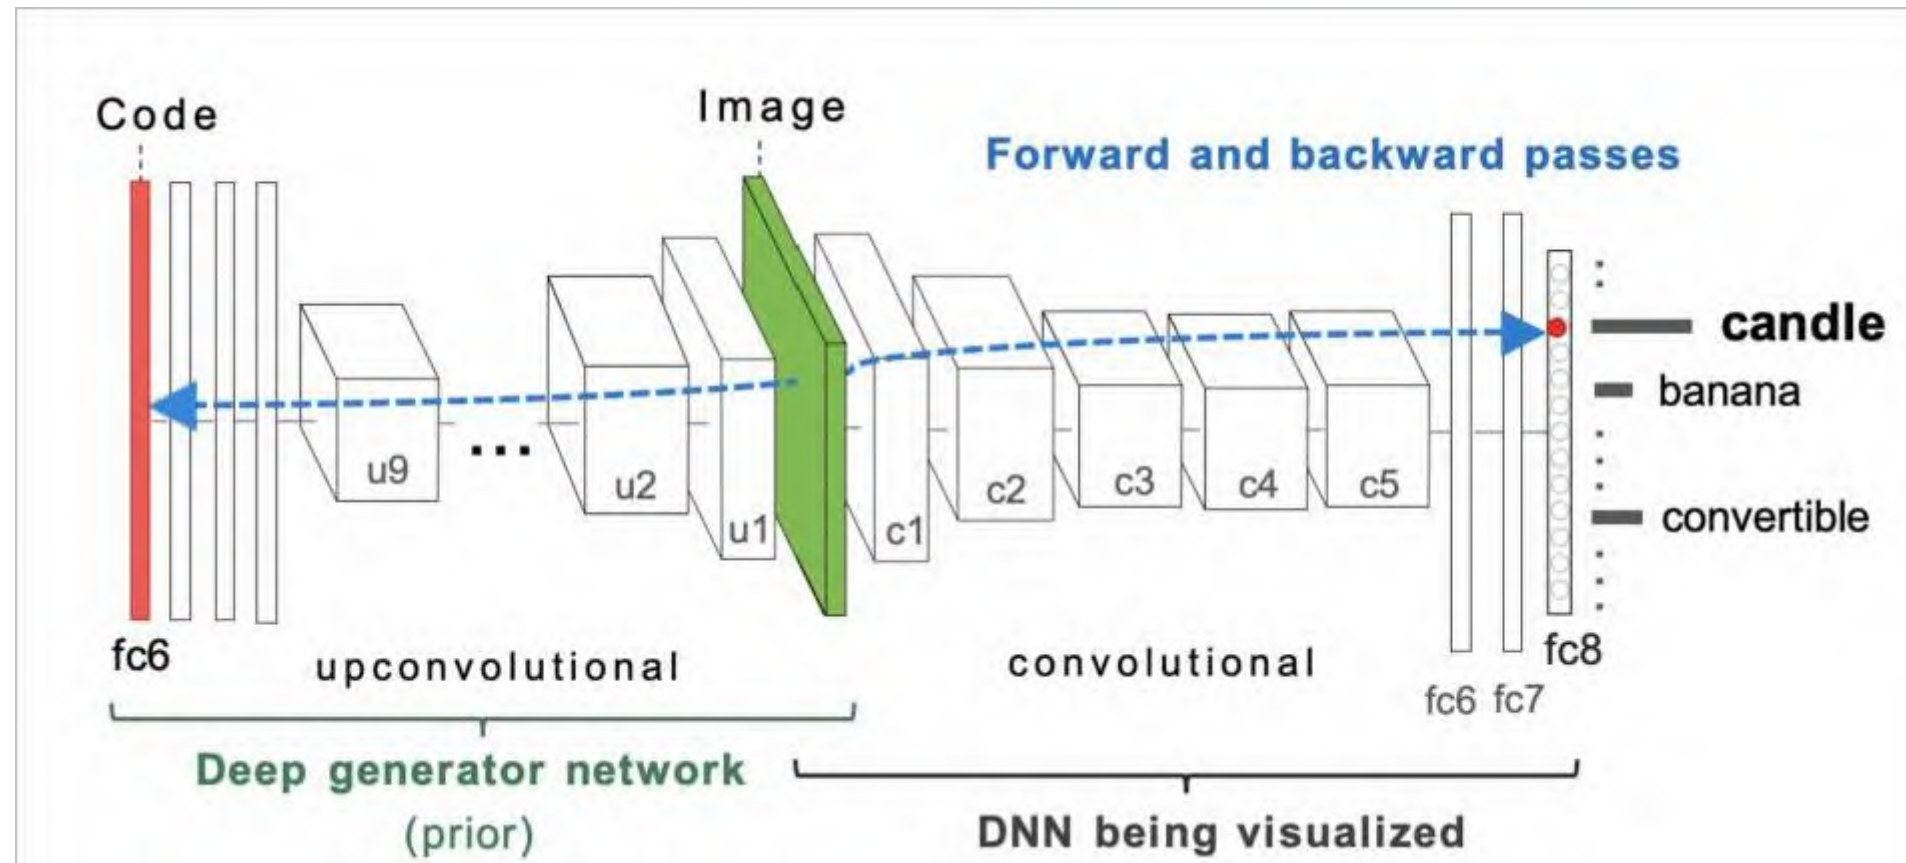 Code
Image
Forward and backward passes
u9
...
u2
u1
c1
c2
c3
c4
c5
candle
banana
convertible
fc6
upconvolutional
convolutional
fc8
fc6 fc7
Deep generator network
(prior)
DNN being visualized